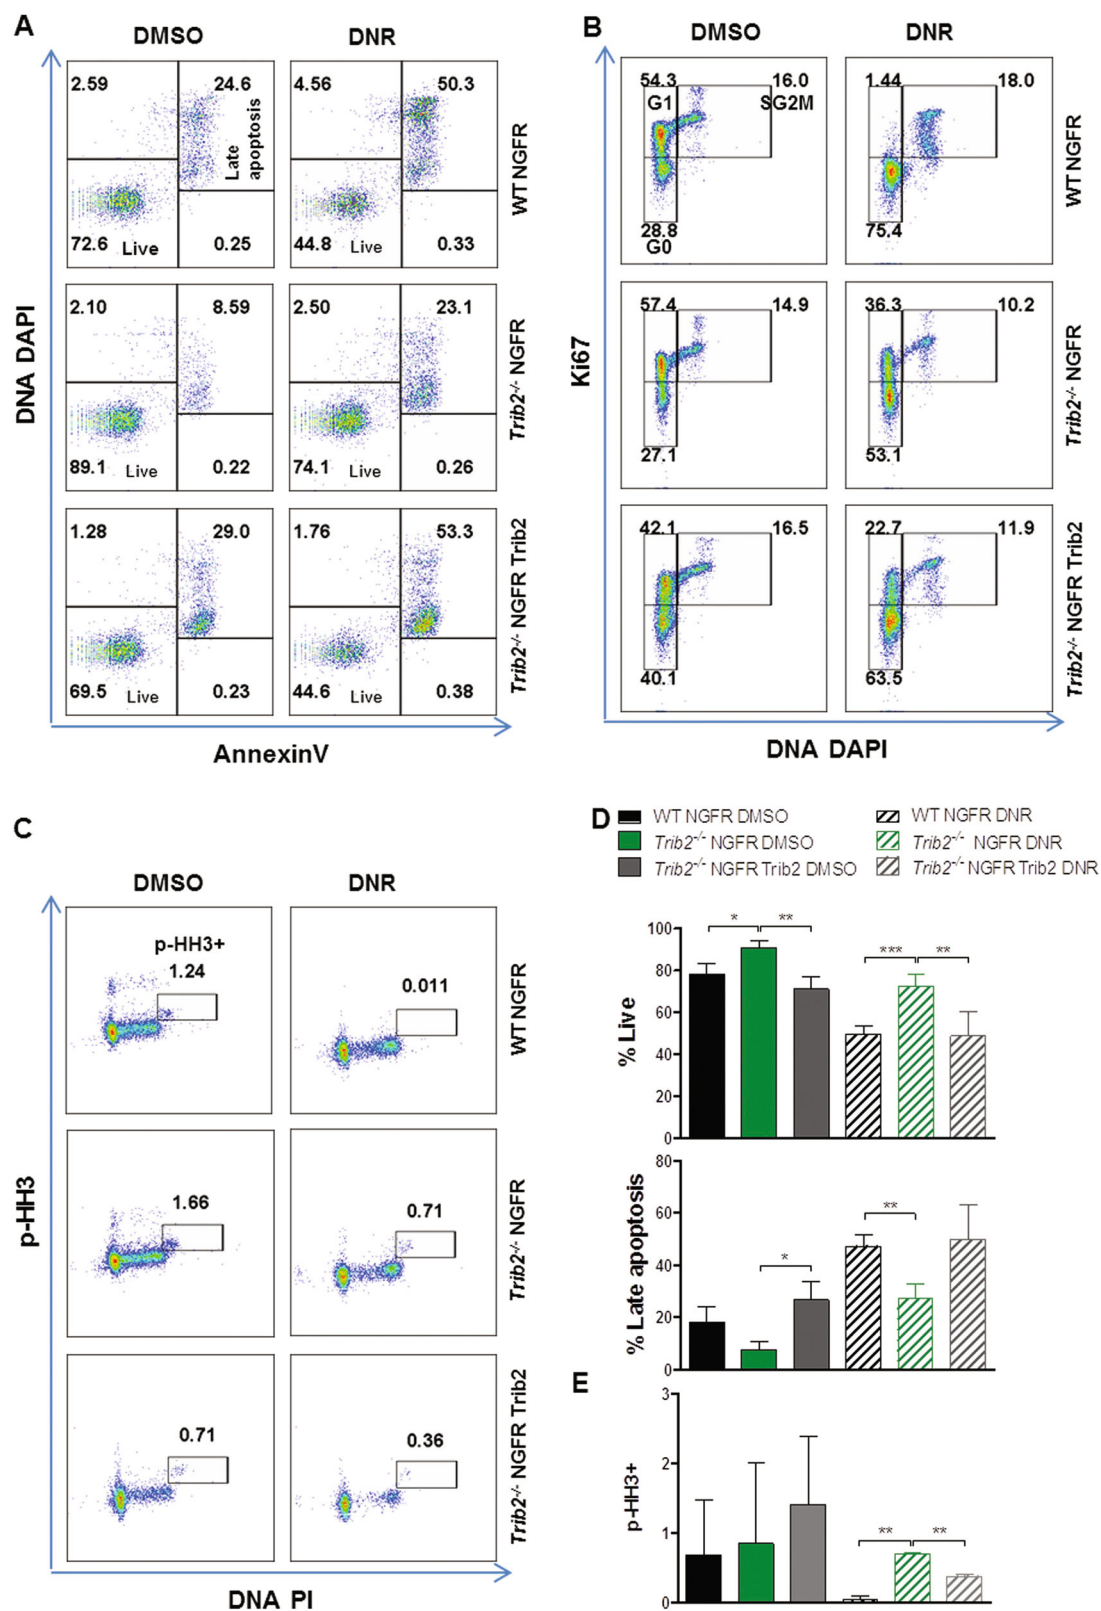 A
DMSO
DNR
2.59
24.6
Late
apoptosis
72.6
Live
0.25
4.56
50.3
44.8
Live
0.33
WT NGFR
2.10
8.59
89.1
Live
0.22
2.50
23.1
74.1
Live
0.26
Trib2-/- NGFR
1.28
29.0
69.5
Live
0.23
1.76
53.3
44.6
Live
0.38
Trib2-/- NGFR Trib2
DNA DAPI
AnnexinV
B
DMSO
DNR
54.3
16.0
G1
SG2M
28.8
G0
1.44
18.0
75.4
WT NGFR
57.4
14.9
27.1
36.3
10.2
53.1
Trib2-/- NGFR
42.1
16.5
40.1
22.7
11.9
63.5
Trib2-/- NGFR Trib2
Ki67
DNA DAPI
C
DMSO
DNR
p-HH3+
1.24
0.011
WT NGFR
1.66
0.71
Trib2-/- NGFR
0.71
0.36
Trib2-/- NGFR Trib2
p-HH3
DNA PI
D
WT NGFR DMSO
WT NGFR DNR
Trib2-/- NGFR DMSO
Trib2-/- NGFR DNR
Trib2-/- NGFR Trib2 DMSO
Trib2-/- NGFR Trib2 DNR
% Live
100
80
60
40
20
0
*
**
***
**
% Late apoptosis
80
60
40
20
0
*
**
E
p-HH3+
3
2
1
0
**
**